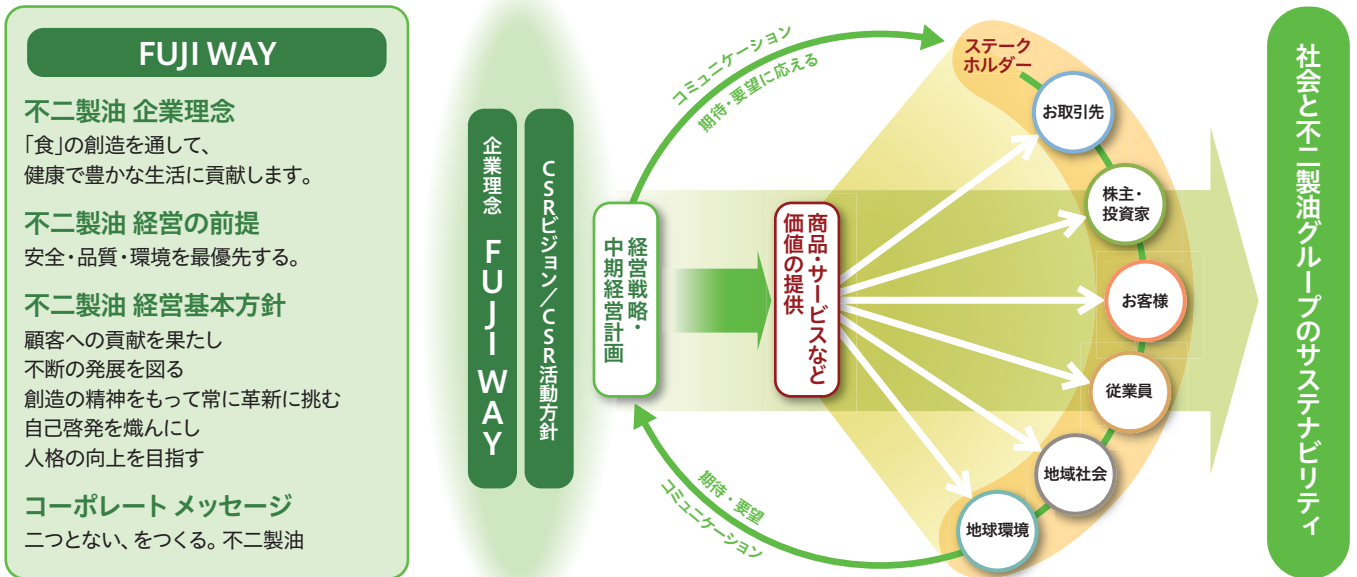 FUJI WAY
不二製油 企業理念
「食」の創造を通して、
健康で豊かな生活に貢献します。
不二製油 経営の前提
安全・品質・環境を最優先する。
不二製油 経営基本方針
顧客への貢献を果たし
不断の発展を図る
創造の精神をもって常に革新に挑む
自己啓発を熾んにし
人格の向上を目指す
コーポレート メッセージ
二つとない、をつくる。 不二製油
企業理念 FUJI WAY
CSRビジョン/CSR活動方針
経営戦略・
中期経営計画
コミュニケーション
期待・要望に応える
商品・サービスなど
価値の提供
ステーク
ホルダー
お取引先
株主・
投資家
お客様
従業員
地域社会
地球環境
期待・要望
コミュニケーション
社会と不二製油グループのサステナビリティ